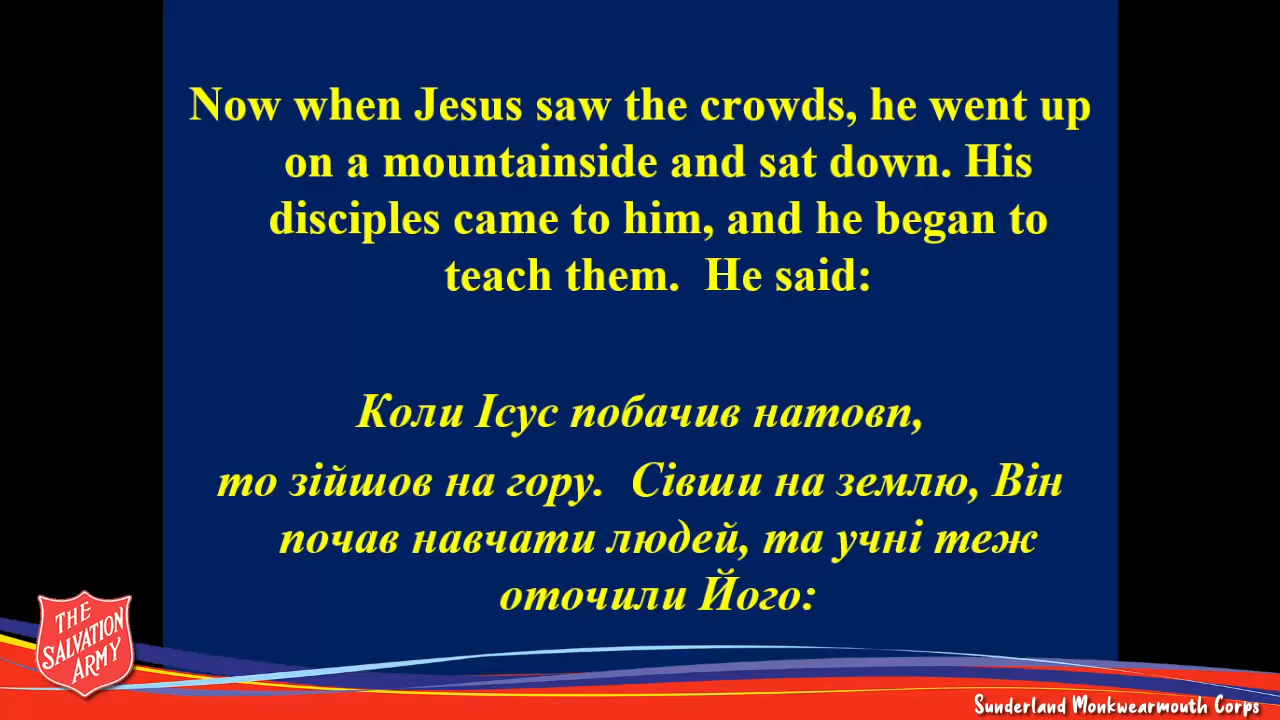 Now when Jesus saw the crowds, he went up
on a mountainside and sat down. His
disciples came to him, and he began to
teach them.  He said:
Коли Ісус побачив натовп,
то зійшов на гору.  Сівши на землю, Він
почав навчати людей, та учні теж
оточили Його:
THE
SALVATION
ARMY
Sunderland Monkwearmouth Corps